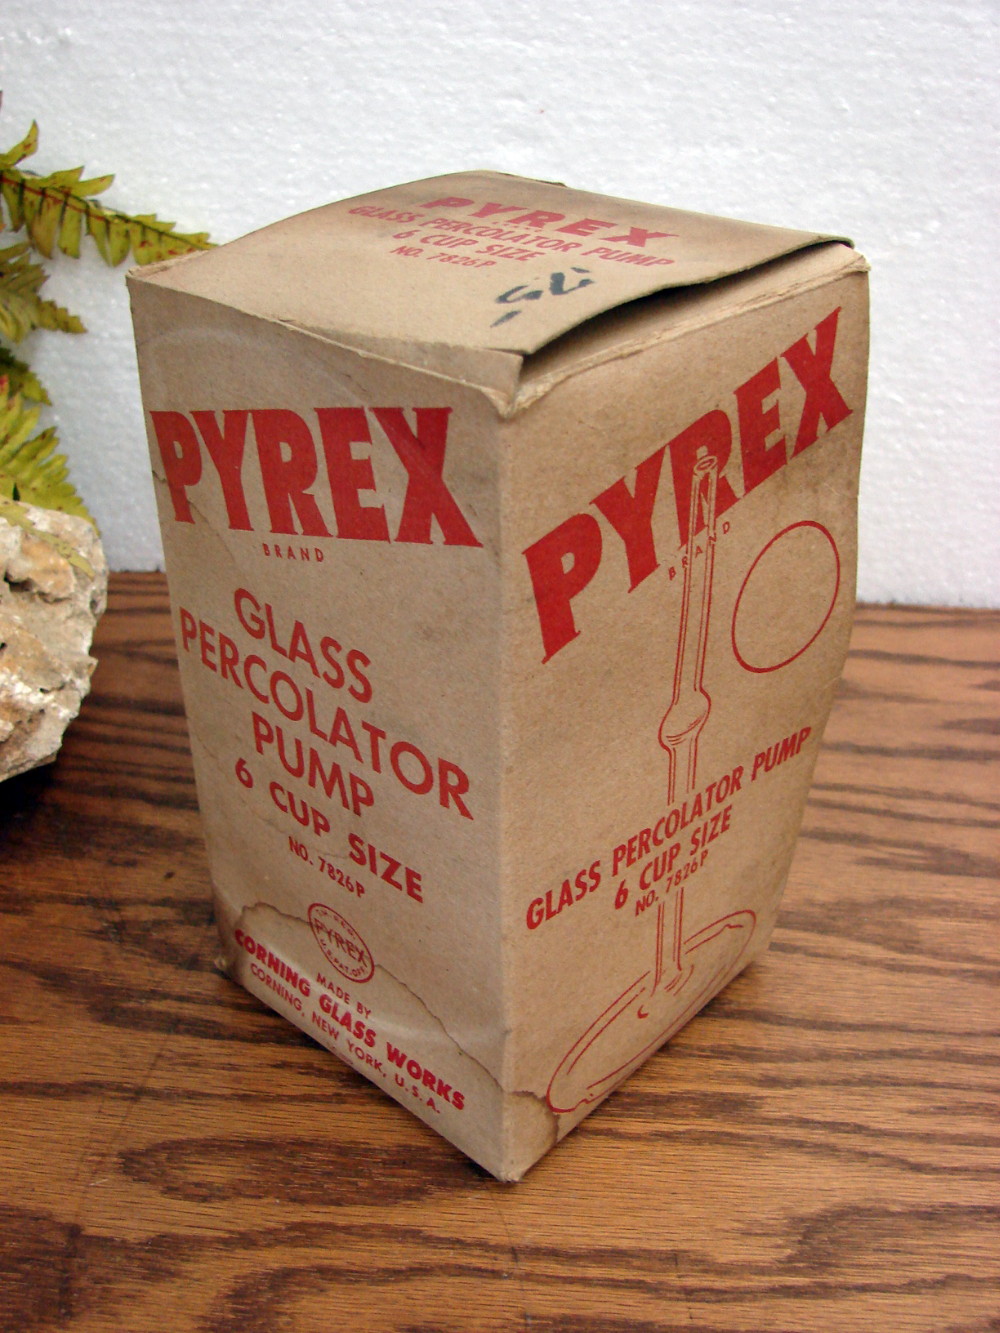 PYREX
GLASS PERCOLATOR PUMP
6 CUP SIZE
NO. 7826P
PYREX
BRAND
GLASS
PERCOLATOR
PUMP
6 CUP SIZE
NO. 7826P
PYREX
MADE BY
CORNING GLASS WORKS
CORNING, NEW YORK, U.S.A.
PYREX
BRAND
GLASS PERCOLATOR PUMP
6 CUP SIZE
NO. 7826P